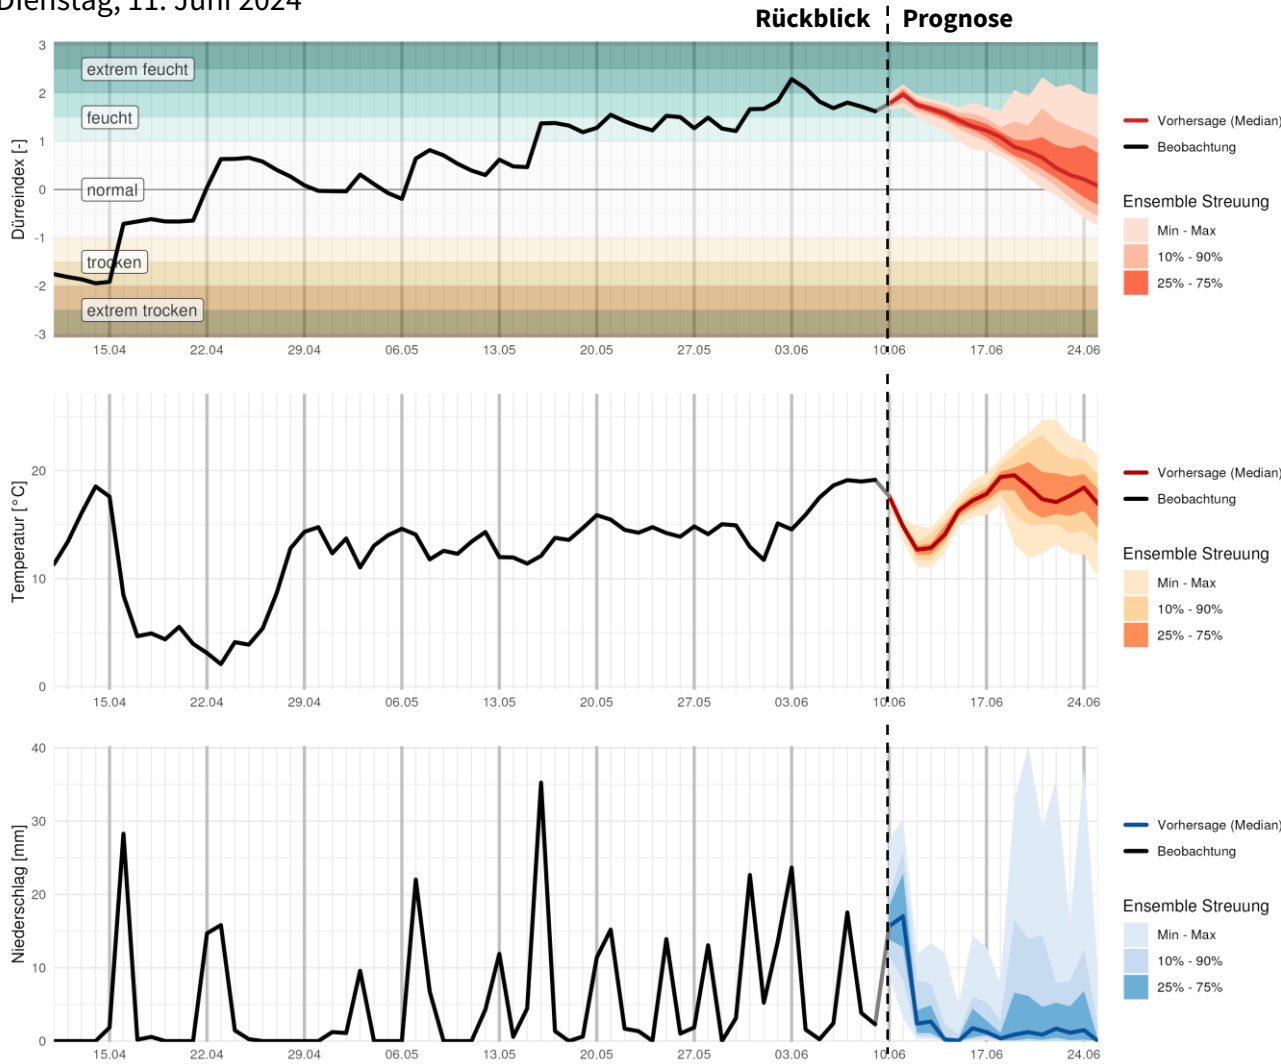 Dienstag, 11. Juni 2024
Rückblick
Prognose
Dürreindex [-]
3
2
1
0
-1
-2
-3
extrem feucht
feucht
normal
trocken
extrem trocken
15.04 22.04 29.04 06.05 13.05 20.05 27.05 03.06 10.06 17.06 24.06
Vorhersage (Median)
Beobachtung
Ensemble Streuung
Min - Max
10% - 90%
25% - 75%
Temperatur [°C]
20
10
0
15.04 22.04 29.04 06.05 13.05 20.05 27.05 03.06 10.06 17.06 24.06
Vorhersage (Median)
Beobachtung
Ensemble Streuung
Min - Max
10% - 90%
25% - 75%
Niederschlag [mm]
40
30
20
10
0
15.04 22.04 29.04 06.05 13.05 20.05 27.05 03.06 10.06 17.06 24.06
Vorhersage (Median)
Beobachtung
Ensemble Streuung
Min - Max
10% - 90%
25% - 75%